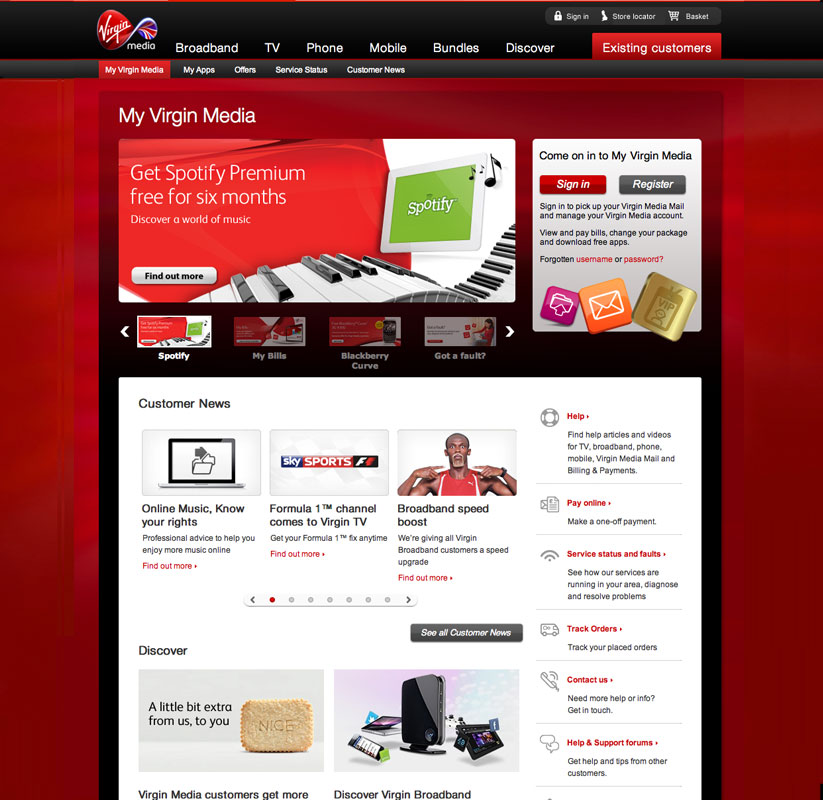 Sign in
Store locator
Basket
Virgin
media
Broadband
TV
Phone
Mobile
Bundles
Discover
Existing customers
My Virgin Media
My Apps
Offers
Service Status
Customer News
My Virgin Media
Get Spotify Premium
free for six months
Discover a world of music
Find out more
Spotify
Come on in to My Virgin Media
Sign in
Register
Sign in to pick up your Virgin Media Mail
and manage your Virgin Media account.
View and pay bills, change your package
and download free apps.
Forgotten username or password?
VIP
Spotify
My Bills
Blackberry
Curve
Got a fault?
Customer News
sky SPORTS F1
Online Music, Know
your rights
Professional advice to help you
enjoy more music online
Find out more
Formula 1™ channel
comes to Virgin TV
Get your Formula 1™ fix anytime
Find out more
Broadband speed
boost
We're giving all Virgin
Broadband customers a speed
upgrade
Find out more
See all Customer News
Discover
A little bit extra
from us, to you
NICE
Virgin Media customers get more
Discover Virgin Broadband
Help
Find help articles and videos
for TV, broadband, phone,
mobile, Virgin Media Mail and
Billing & Payments.
Pay online
Make a one-off payment.
Service status and faults
See how our services are
running in your area, diagnose
and resolve problems
Track Orders
Track your placed orders
Contact us
Need more help or info?
Get in touch.
Help & Support forums
Get help and tips from other
customers.